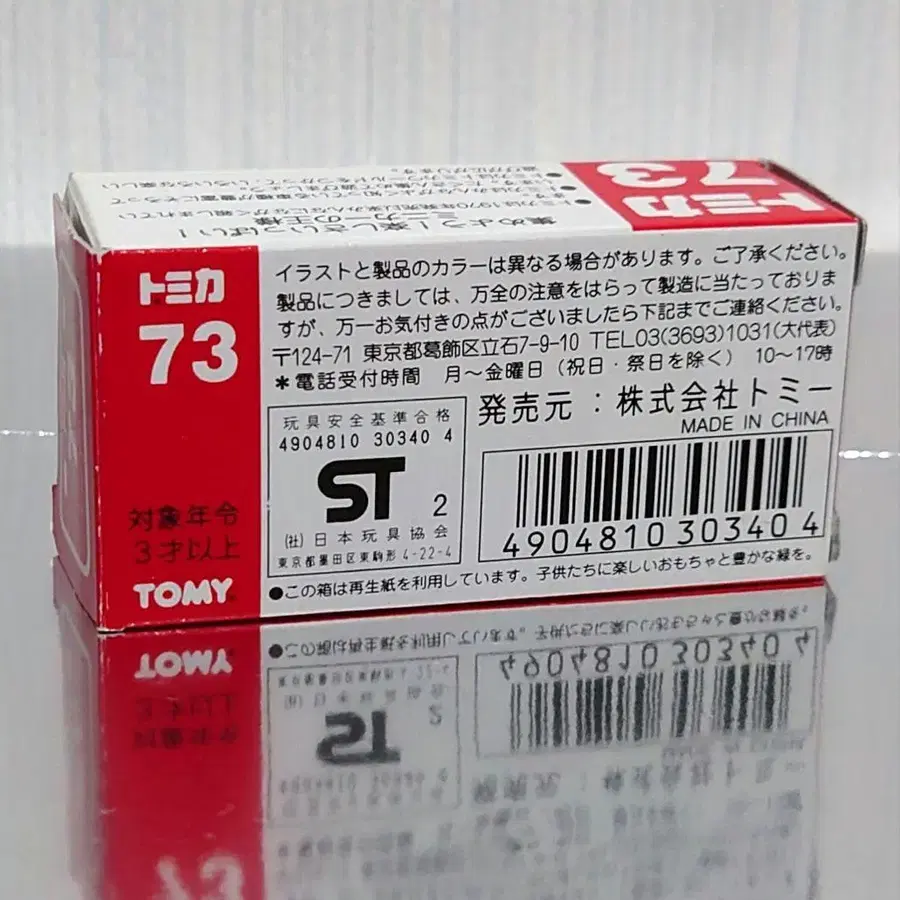 トミカ
73
トミカ
73
集めよう!楽しさいっぱい!
ミニカーの王様
イラストと製品のカラーは異なる場合があります。ご了承ください。
製品につきましては、万全の注意をはらって製造に当たっておりま
すが、万一お気付きの点がございましたら下記までご連絡ください。
〒124-71 東京都葛飾区立石7-9-10 TEL03(3693)1031(大代表)
*電話受付時間 月〜金曜日(祝日・祭日を除く) 10〜17時
発売元:株式会社トミー
MADE IN CHINA
玩具安全基準合格
4904810 30340 4
ST 2
(社)日本玩具協会
東京都墨田区東駒形 4-22-4
4904810 303404
対象年令
3才以上
TOMY
●この箱は再生紙を利用しています。子供たちに楽しいおもちゃと豊かな緑を。